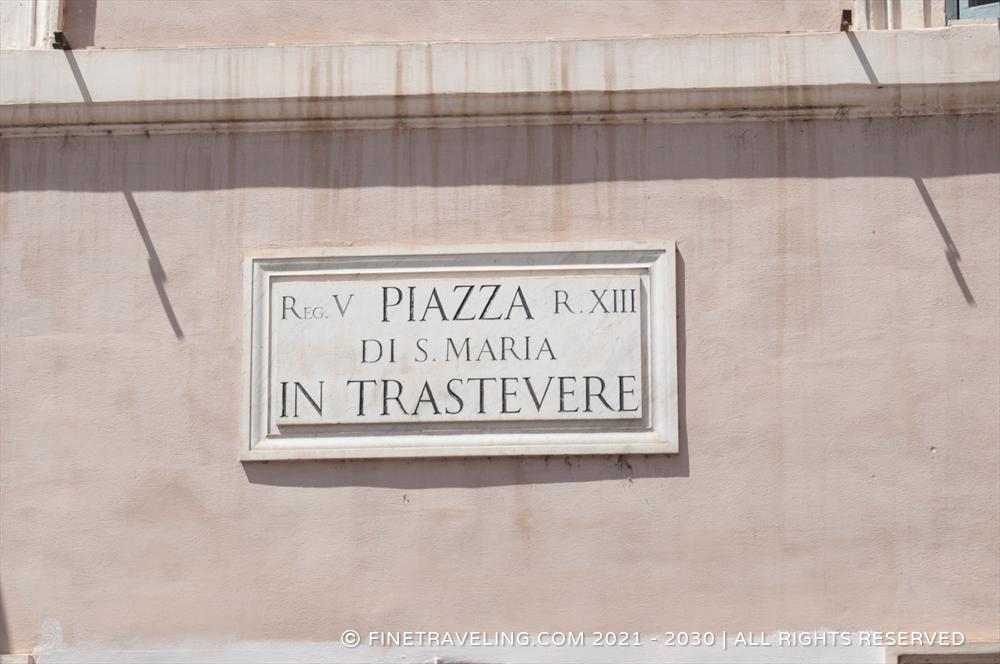 REG. V PIAZZA R. XIII
DI S. MARIA
IN TRASTEVERE
© FINETRAVELING.COM 2021 - 2030 | ALL RIGHTS RESERVED